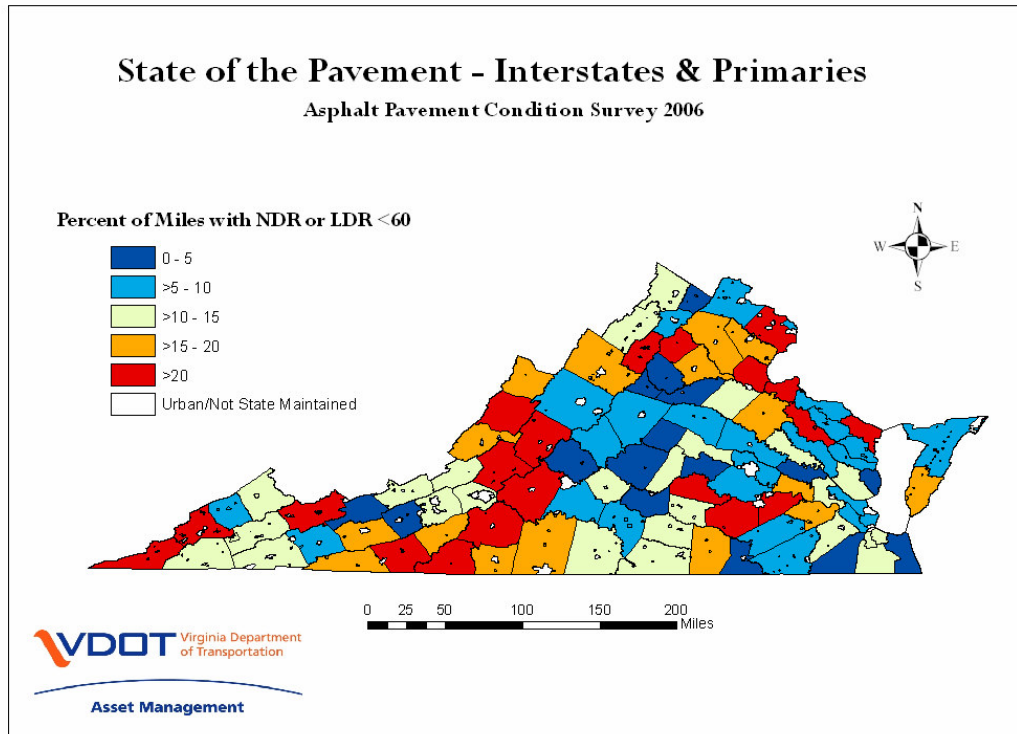 State of the Pavement - Interstates & Primaries
Asphalt Pavement Condition Survey 2006
Percent of Miles with NDR or LDR <60
0 - 5
>5 - 10
>10 - 15
>15 - 20
>20
Urban/Not State Maintained
N
W E
S
0 25 50 100 150 200
Miles
VDOT Virginia Department
of Transportation
Asset Management